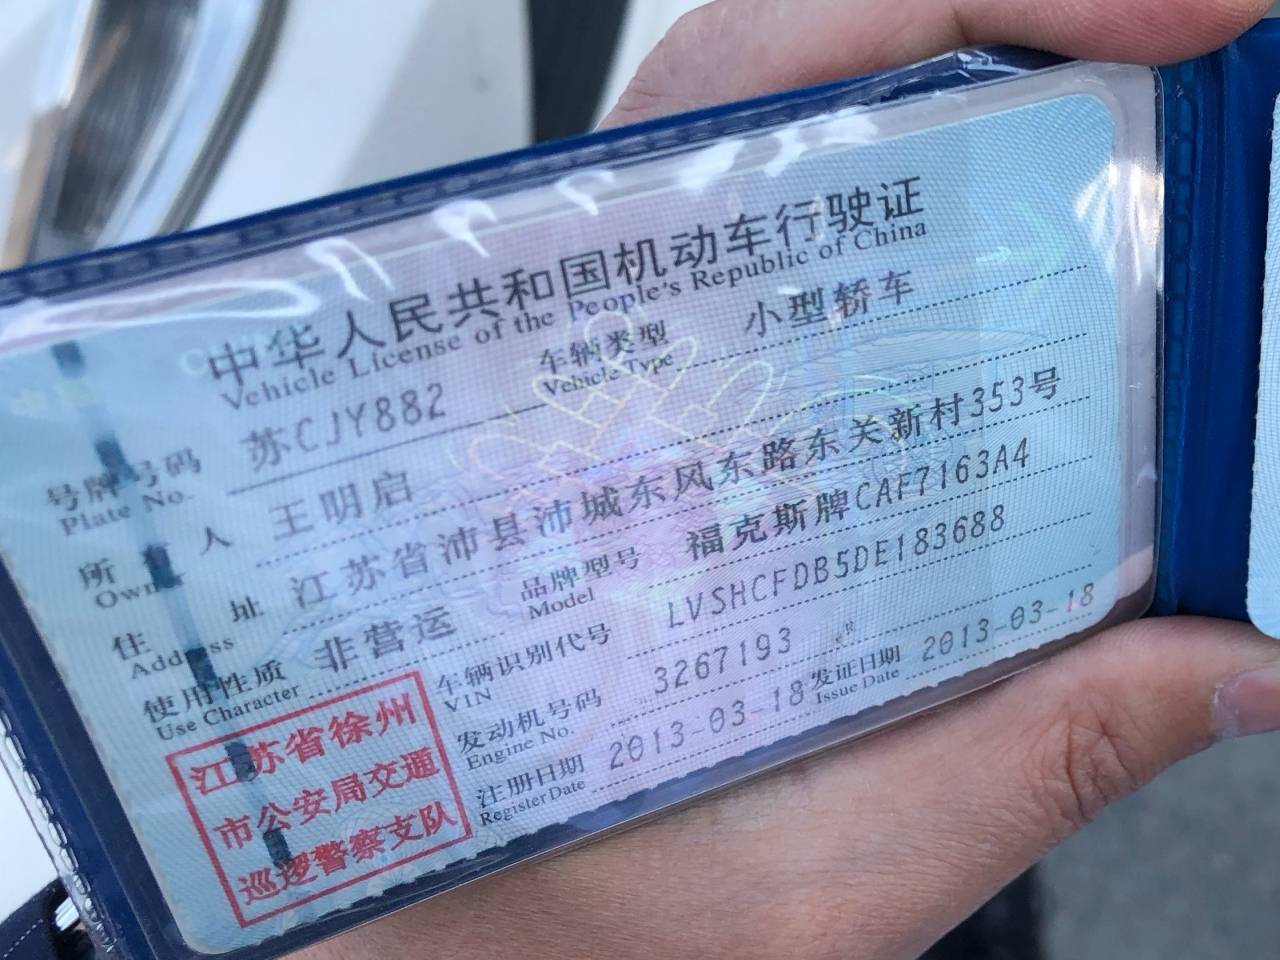 中华人民共和国机动车行驶证
Vehicle License of the People's Republic of China
号牌号码 苏CJY882 车辆类型 小型轿车
Plate No. Vehicle Type
所有人 王明启
Owner
住址 江苏省沛县沛城东风东路东关新村353号
Address
使用性质 非营运 品牌型号 福克斯牌CAF7163A4
Use Character Model
车辆识别代号 LVSHCFDB5DE183688
VIN
发动机号码 3267193
Engine No.
注册日期 2013-03-18 发证日期 2013-03-18
Register Date Issue Date
江苏省徐州
市公安局交通
巡逻警察支队